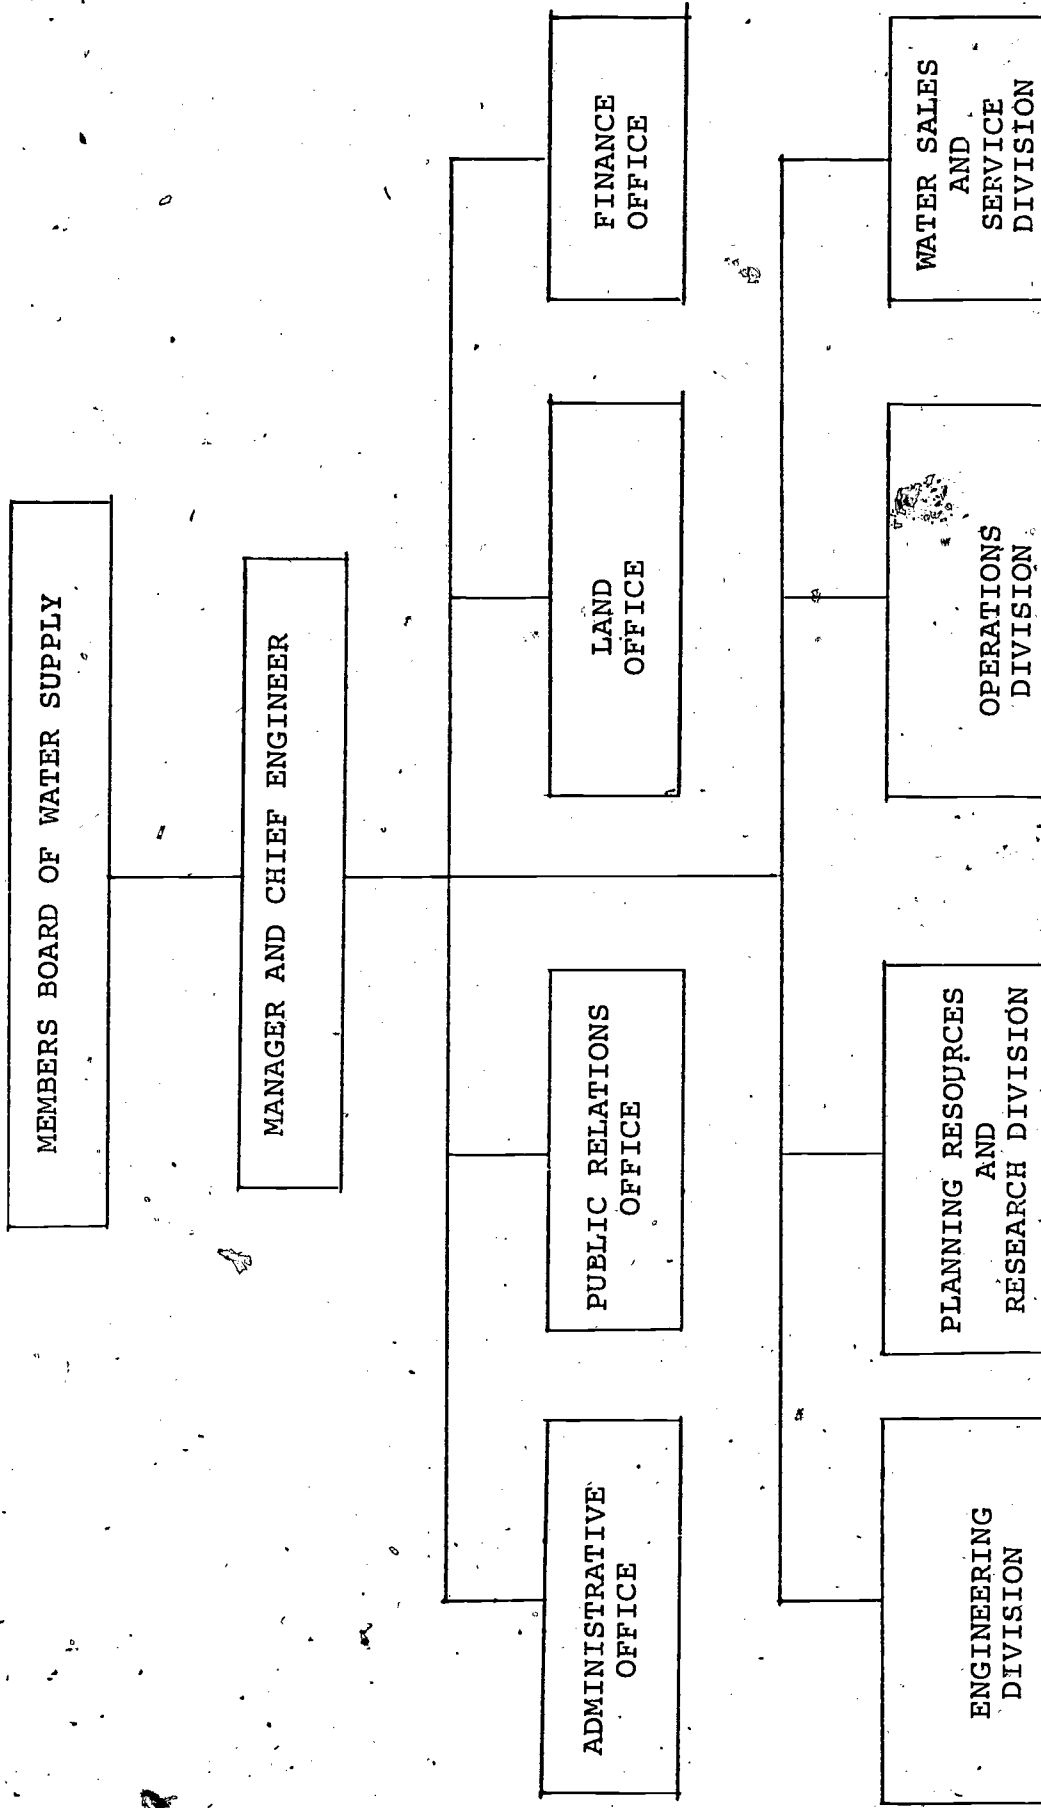 MEMBERS BOARD OF WATER SUPPLY
MANAGER AND CHIEF ENGINEER
ADMINISTRATIVE
OFFICE
PUBLIC RELATIONS
OFFICE
LAND
OFFICE
FINANCE
OFFICE
ENGINEERING
DIVISION
PLANNING RESOURCES
AND
RESEARCH DIVISION
OPERATIONS
DIVISION
WATER SALES
AND
SERVICE
DIVISION